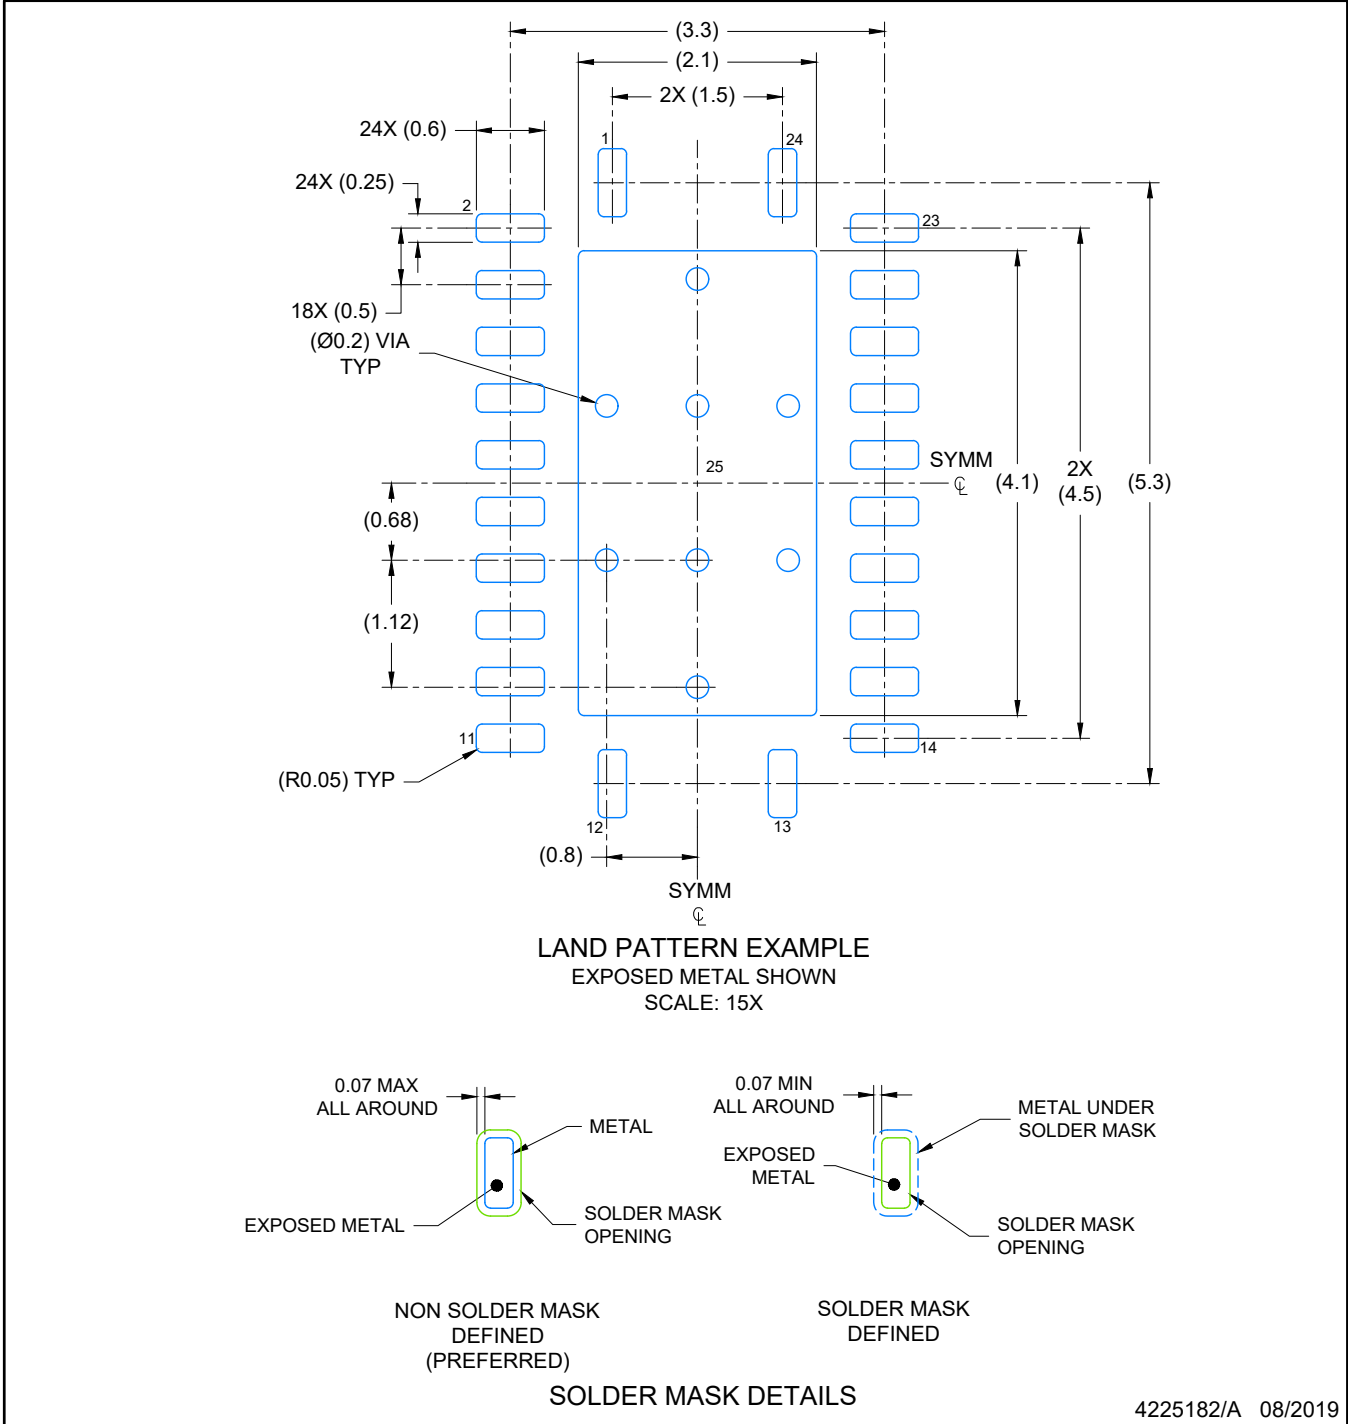 (3.3)
(2.1)
2X (1.5)
24X (0.6)
1
24
24X (0.25)
2
23
18X (0.5)
(Ø0.2) VIA
TYP
25
SYMM
℄
(4.1)
2X
(4.5)
(5.3)
(0.68)
(1.12)
11
14
(R0.05) TYP
12
13
(0.8)
SYMM
℄
LAND PATTERN EXAMPLE
EXPOSED METAL SHOWN
SCALE: 15X
0.07 MAX
ALL AROUND
METAL
EXPOSED METAL
SOLDER MASK
OPENING
NON SOLDER MASK
DEFINED
(PREFERRED)
0.07 MIN
ALL AROUND
METAL UNDER
SOLDER MASK
EXPOSED
METAL
SOLDER MASK
OPENING
SOLDER MASK
DEFINED
SOLDER MASK DETAILS
4225182/A 08/2019